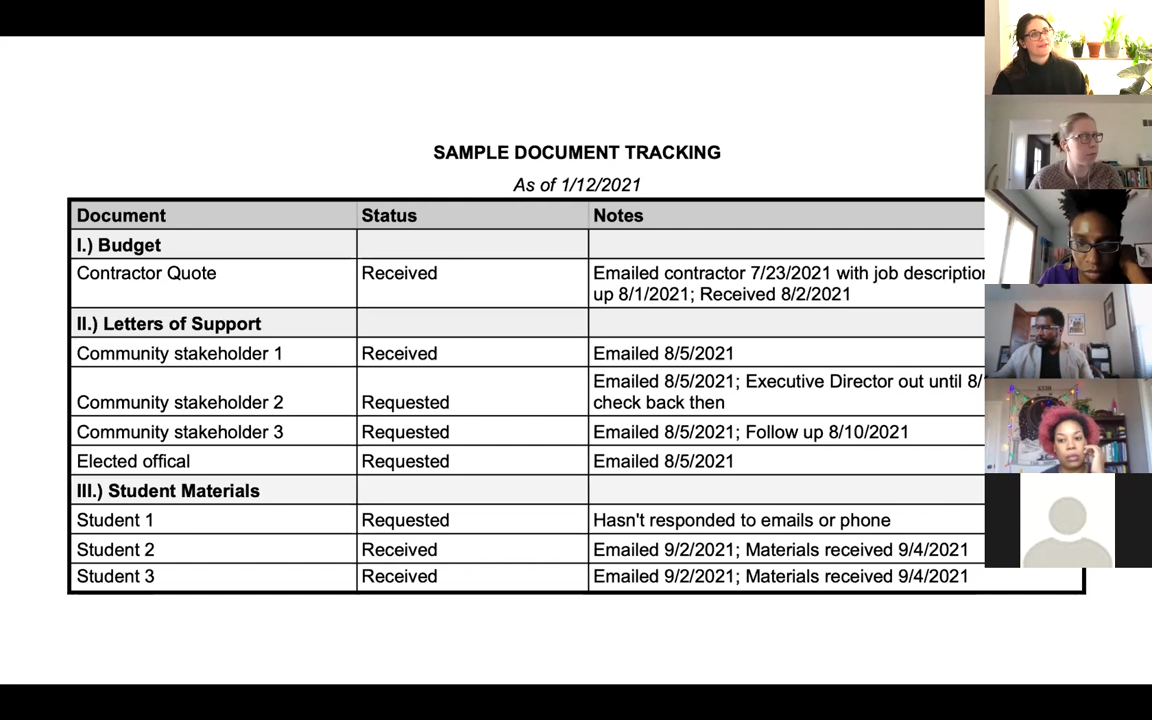 SAMPLE DOCUMENT TRACKING
As of 1/12/2021
Document Status Notes
I.) Budget
Contractor Quote Received Emailed contractor 7/23/2021 with job description
up 8/1/2021; Received 8/2/2021
II.) Letters of Support
Community stakeholder 1 Received Emailed 8/5/2021
Emailed 8/5/2021; Executive Director out until 8/
Community stakeholder 2 Requested check back then
Community stakeholder 3 Requested Emailed 8/5/2021; Follow up 8/10/2021
Elected offical Requested Emailed 8/5/2021
III.) Student Materials
Student 1 Requested Hasn't responded to emails or phone
Student 2 Received Emailed 9/2/2021; Materials received 9/4/2021
Student 3 Received Emailed 9/2/2021; Materials received 9/4/2021